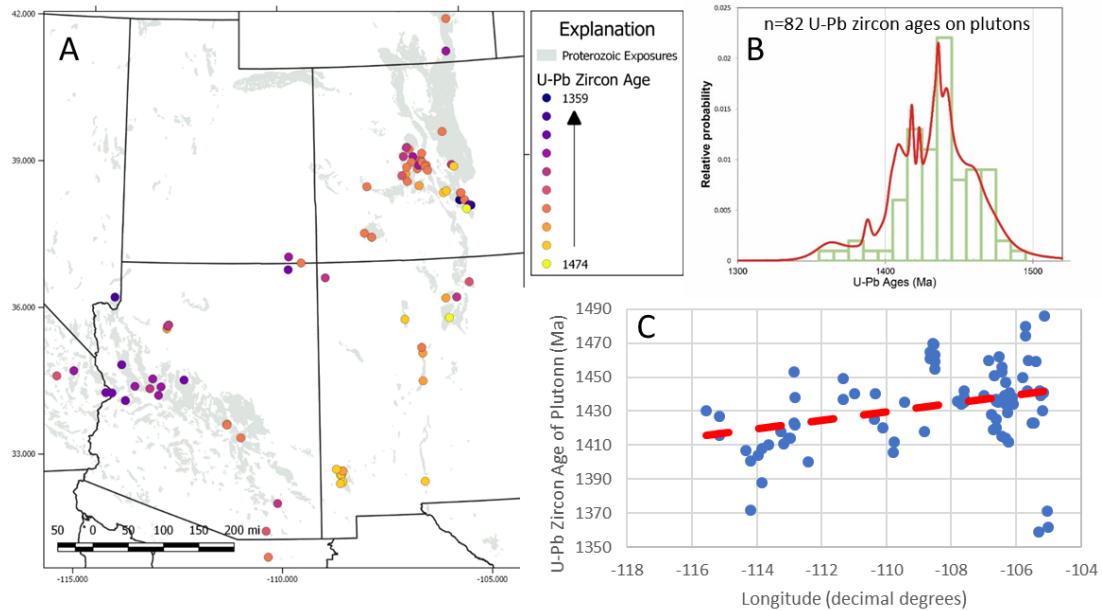 A
42.000
39.000
36.000
33.000
50 0 50 100 150 200 mi
-115.000
-110.000
-105.000
Explanation
Proterozoic Exposures
U-Pb Zircon Age
1359
1474
B
n=82 U-Pb zircon ages on plutons
Relative probability
0.025
0.02
0.015
0.01
0.005
0
1300
1400
1500
U-Pb Ages (Ma)
C
U-Pb Zircon Age of Plutonn (Ma)
1490
1470
1450
1430
1410
1390
1370
1350
-118
-116
-114
-112
-110
-108
-106
-104
Longitude (decimal degrees)